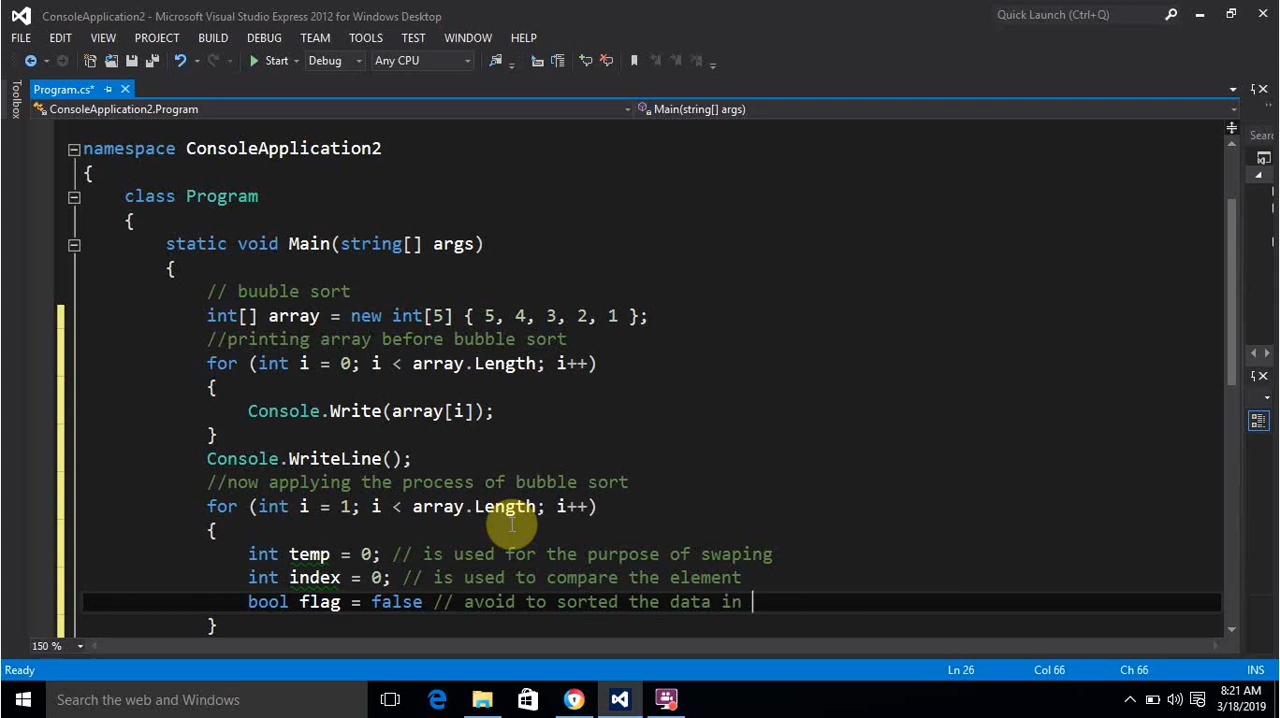 ConsoleApplication2 - Microsoft Visual Studio Express 2012 for Windows Desktop
Quick Launch (Ctrl+Q)
FILE EDIT VIEW PROJECT BUILD DEBUG TEAM TOOLS TEST WINDOW HELP
Start Debug Any CPU
Program.cs*
Toolbox
ConsoleApplication2.Program Main(string[] args)
Searc
namespace ConsoleApplication2
{
class Program
{
static void Main(string[] args)
{
// buuble sort
int[] array = new int[5] { 5, 4, 3, 2, 1 };
//printing array before bubble sort
for (int i = 0; i < array.Length; i++)
{
Console.Write(array[i]);
}
Console.WriteLine();
//now applying the process of bubble sort
for (int i = 1; i < array.Length; i++)
{
int temp = 0; // is used for the purpose of swaping
int index = 0; // is used to compare the element
bool flag = false // avoid to sorted the data in
}
150 %
Ready Ln 26 Col 66 Ch 66 INS
Search the web and Windows
8:21 AM
3/18/2019